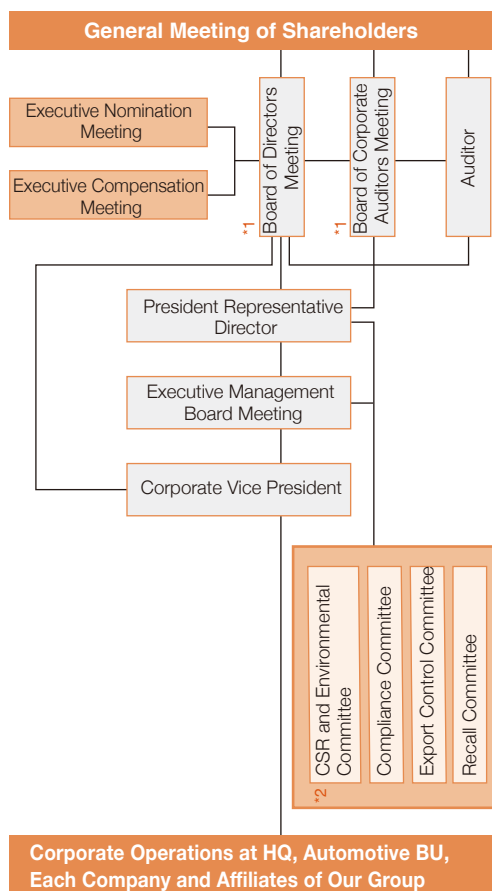 General Meeting of Shareholders
Executive Nomination
Meeting
Executive Compensation
Meeting
*1
Board of Directors
Meeting
*1
Board of Corporate
Auditors Meeting
Auditor
President Representative
Director
Executive Management
Board Meeting
Corporate Vice President
*2
CSR and Environmental
Committee
Compliance Committee
Export Control Committee
Recall Committee
Corporate Operations at HQ, Automotive BU,
Each Company and Affiliates of Our Group